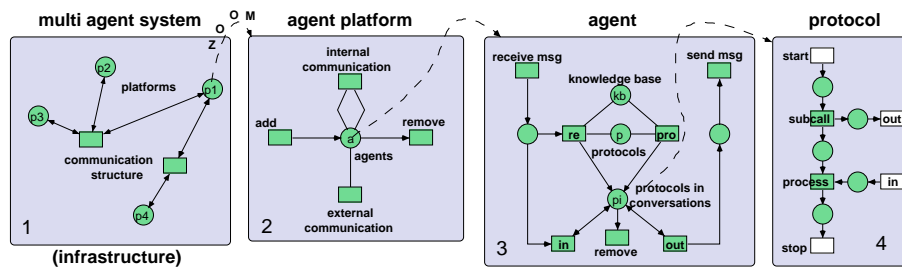 multi agent system
Z O O M
agent platform
agent
protocol
p2
platforms
p1
p3
communication
structure
p4
1
(infrastructure)
internal
communication
add
a
remove
agents
external
communication
2
receive msg
send msg
knowledge base
kb
re
p
pro
protocols
pi
protocols in
conversations
in
remove
out
3
start
subcall
out
process
in
stop
4